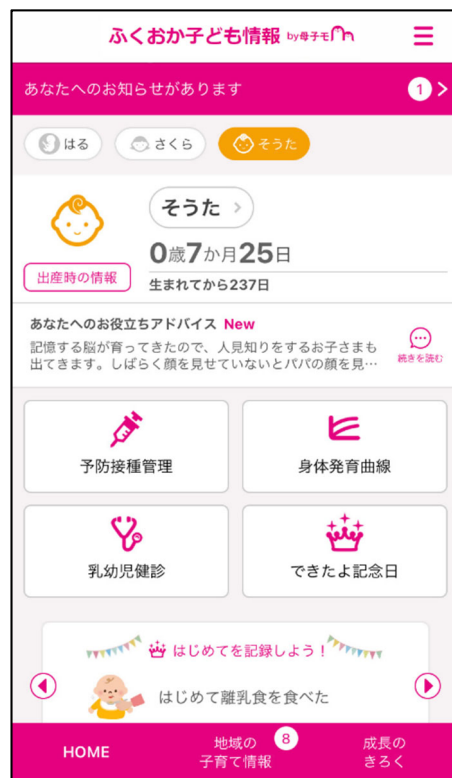 ふくおか子ども情報 by母子モ
あなたへのお知らせがあります 1
はる さくら そうた
そうた
0歳7か月25日
出産時の情報
生まれてから237日
あなたへのお役立ちアドバイス New
記憶する脳が育ってきたので、人見知りをするお子さまも
出てきます。しばらく顔を見せていないとパパの顔を見…
続きを読む
予防接種管理 身体発育曲線
乳幼児健診 できたよ記念日
はじめてを記録しよう！
はじめて離乳食を食べた
HOME
地域の 8
子育て情報
成長の
きろく